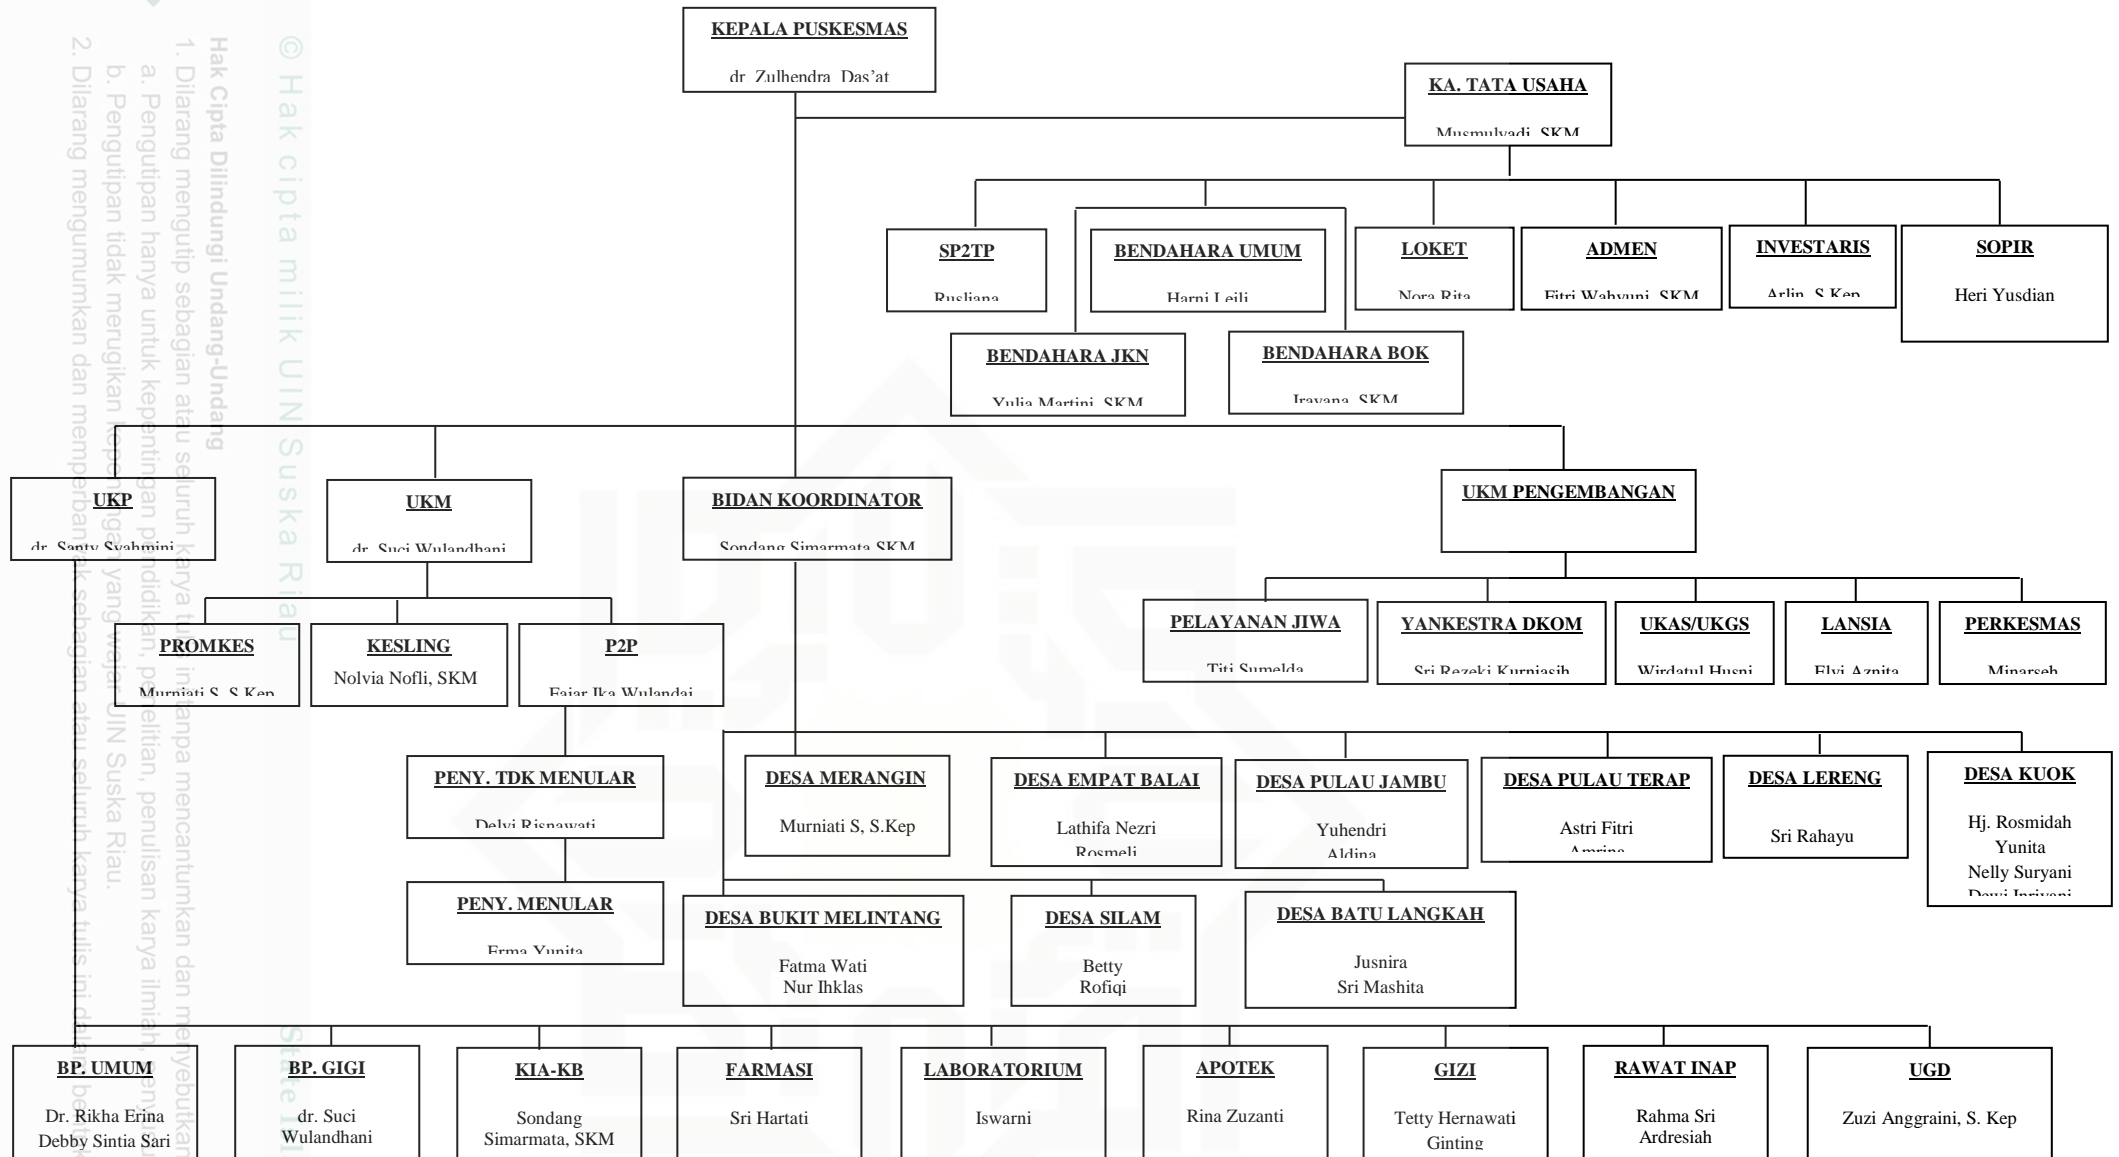 KEPALA PUSKESMAS
dr. Zulhendra Das'at
KA. TATA USAHA
Musmulyadi, SKM
SP2TP
Rusliana
BENDAHARA UMUM
Harni Leili
LOKET
Nora Rita
ADMEN
Fitri Wahyuni, SKM
INVESTARIS
Arlin, S.Kep
SOPIR
Heri Yusdian
BENDAHARA JKN
Yulia Martini, SKM
BENDAHARA BOK
Irayana, SKM
UKP
dr. Santy Syahmini
UKM
dr. Suci Wulandhani
BIDAN KOORDINATOR
Sondang Simarmata SKM
UKM PENGEMBANGAN
PROMKES
Murniati S, S.Kep
KESLING
Nolvia Nofli, SKM
P2P
Fajar Ika Wulandai
PELAYANAN JIWA
Titi Sumelda
YANKESTRA DKOM
Sri Rezeki Kurniasih
UKAS/UKGS
Wirdatul Husni
LANSIA
Elvi Aznita
PERKESMAS
Minarseh
PENY. TDK MENULAR
Delvi Risnawati
PENY. MENULAR
Erma Yunita
DESA MERANGIN
Murniati S, S.Kep
DESA EMPAT BALAI
Lathifa Nezri
Rosmeli
DESA PULAU JAMBU
Yuhendri
Aldina
DESA PULAU TERAP
Astri Fitri
Amrina
DESA LERENG
Sri Rahayu
DESA KUOK
Hj. Rosmidah
Yunita
Nelly Suryani
Dewi
DESA BUKIT MELINTANG
Fatma Wati
Nur Ihklas
DESA SILAM
Betty
Rofiqi
DESA BATU LANGKAH
Jusnira
Sri Mashita
BP. UMUM
Dr. Rikha Erina
Debby Sintia Sari
BP. GIGI
dr. Suci
Wulandhani
KIA-KB
Sondang
Simarmata, SKM
FARMASI
Sri Hartati
LABORATORIUM
Iswarni
APOTEK
Rina Zuzanti
GIZI
Tetty Hernawati
Ginting
RAWAT INAP
Rahma Sri
Ardresiah
UGD
Zuzi Anggraini, S. Kep
© Hak cipta milik UIN Suska Riau
State
Hak Cipta Dilindungi Undang-Undang
1. Dilarang mengutip sebagian atau seluruh karya tulis ini tanpa mencantumkan dan menyebutkan
a. Pengutipan hanya untuk kepentingan pendidikan, penelitian, penulisan karya ilmiah,
b. Pengutipan tidak merugikan kepentingan yang wajar UIN Suska Riau.
2. Dilarang mengumumkan dan memperbanyak sebagian atau seluruh karya tulis ini dalam